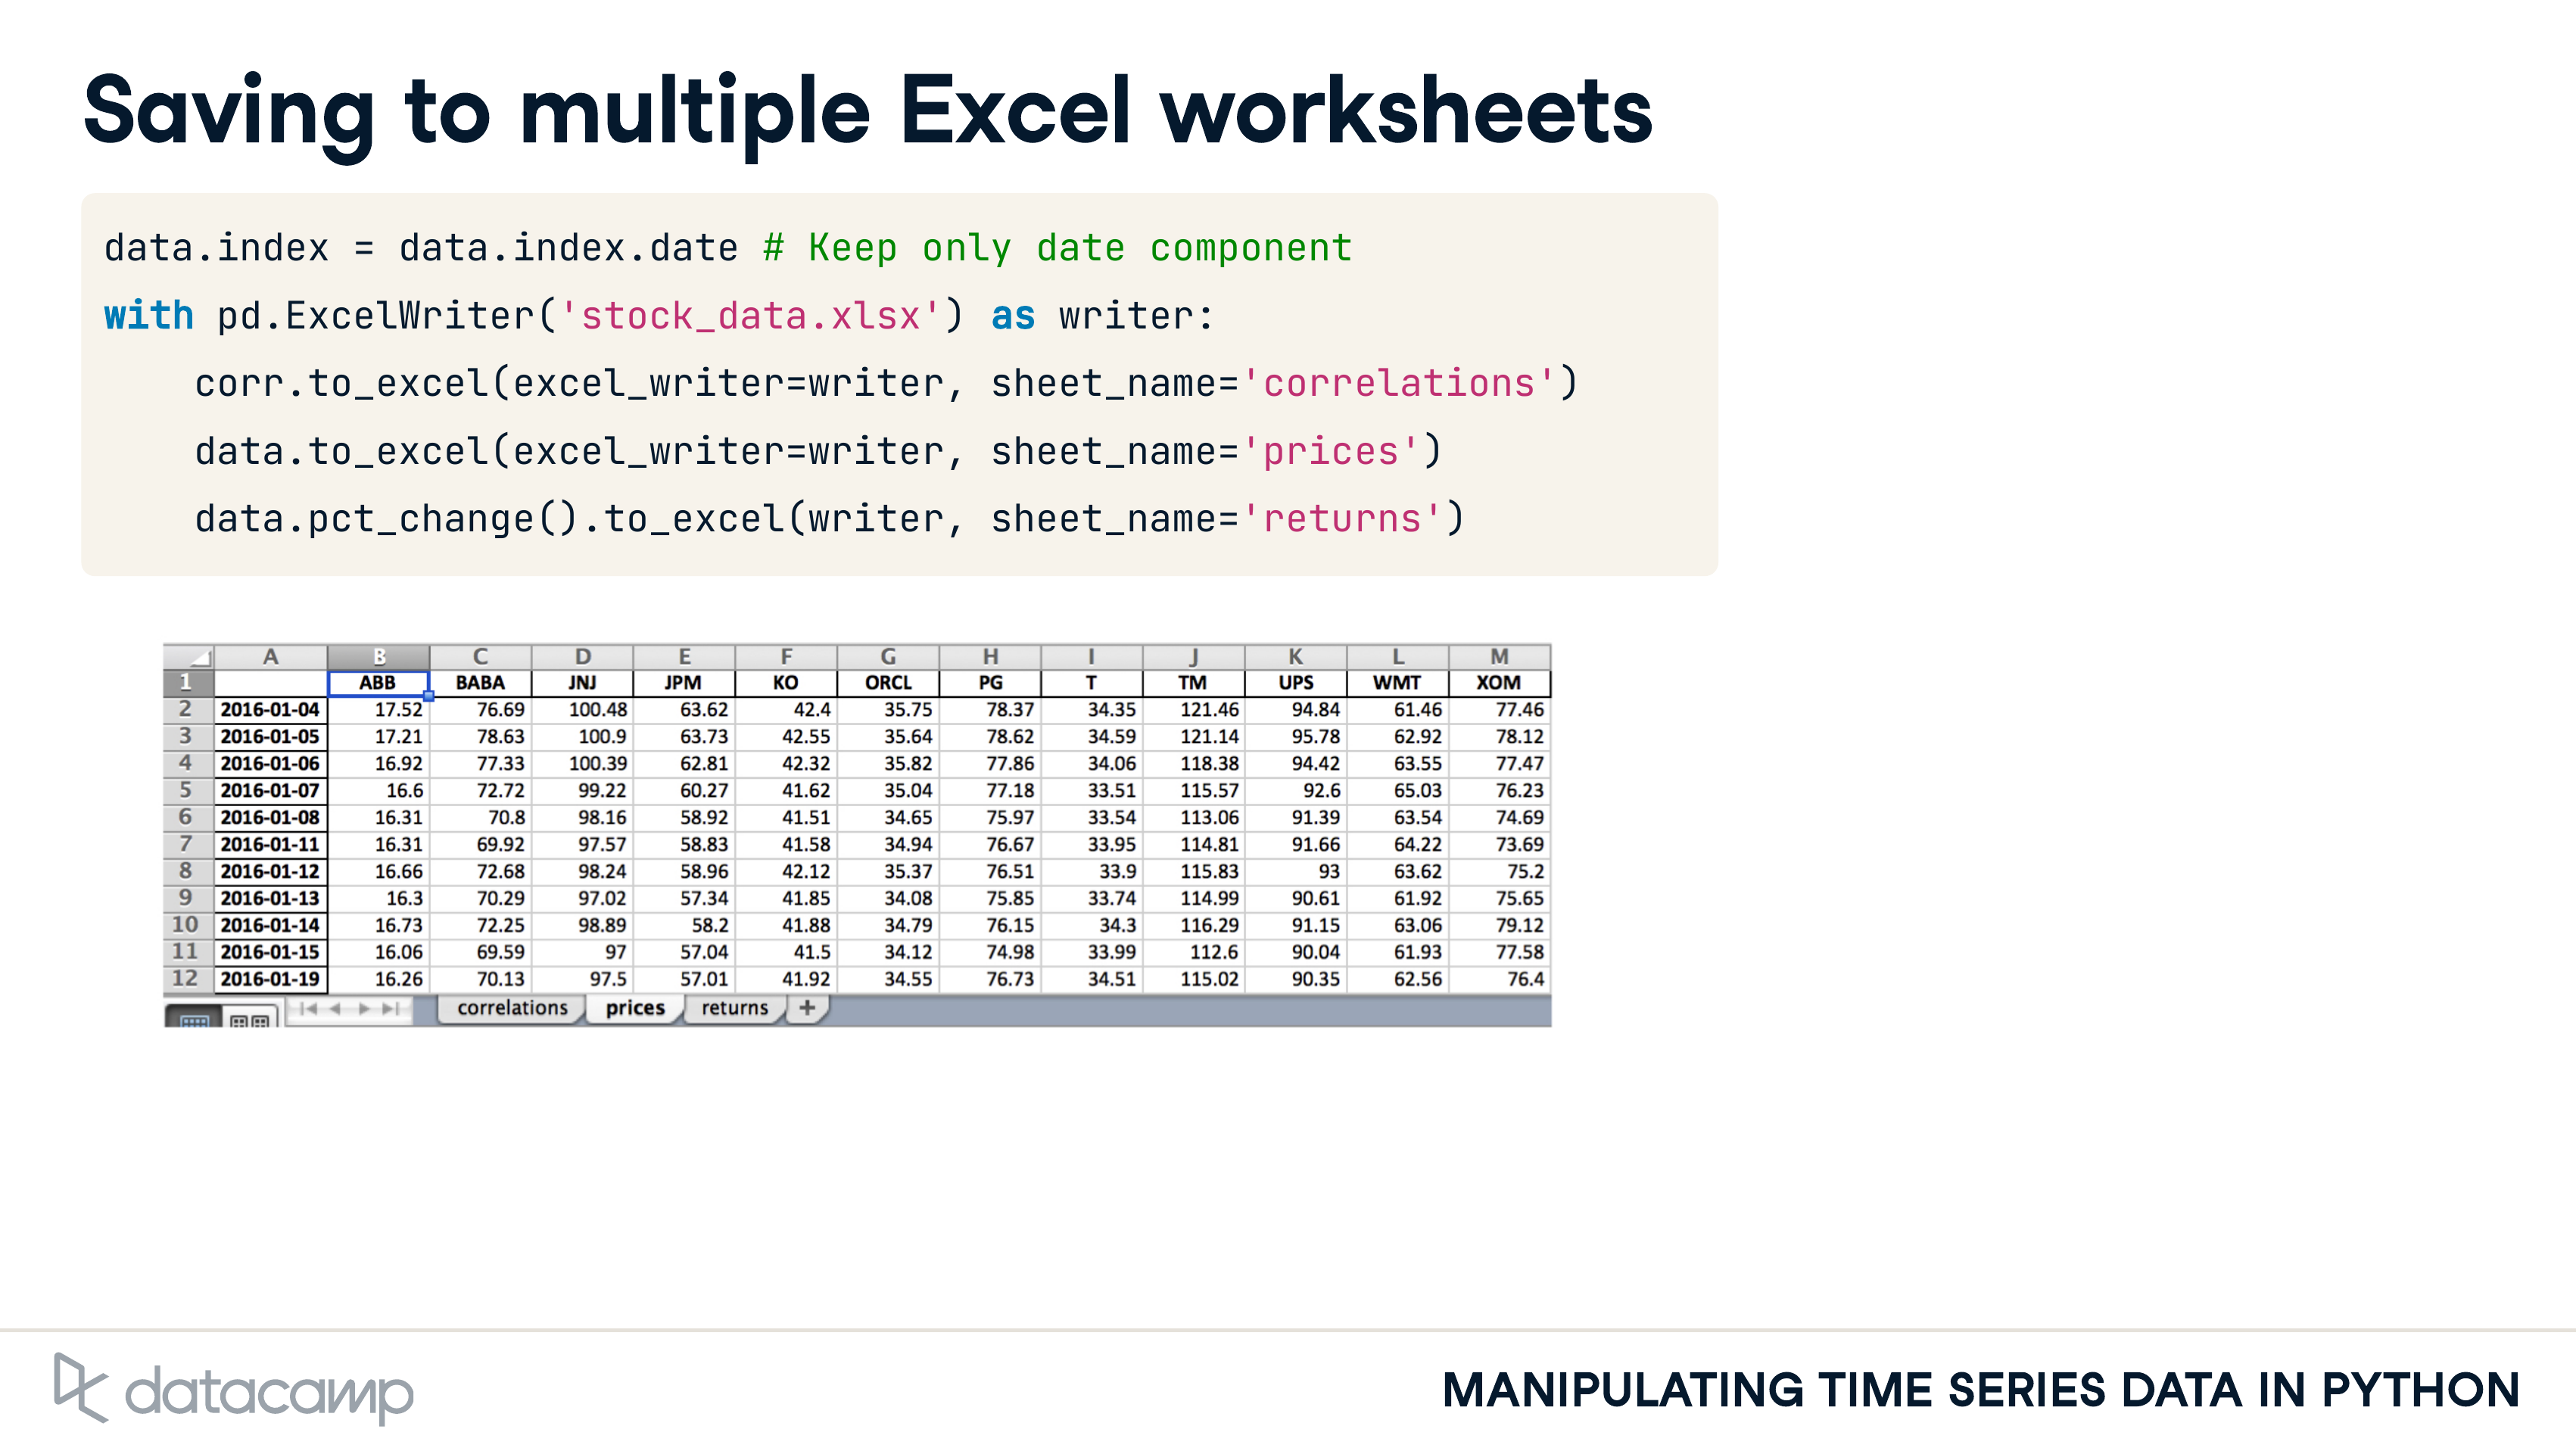 Saving to multiple Excel worksheets
data.index = data.index.date # Keep only date component
with pd.ExcelWriter('stock_data.xlsx') as writer:
    corr.to_excel(excel_writer=writer, sheet_name='correlations')
    data.to_excel(excel_writer=writer, sheet_name='prices')
    data.pct_change().to_excel(writer, sheet_name='returns')
A B C D E F G H I J K L M
1 ABB BABA JNJ JPM KO ORCL PG T TM UPS WMT XOM
2 2016-01-04 17.52 76.69 100.48 63.62 42.4 35.75 78.37 34.35 121.46 94.84 61.46 77.46
3 2016-01-05 17.21 78.63 100.9 63.73 42.55 35.64 78.62 34.59 121.14 95.78 62.92 78.12
4 2016-01-06 16.92 77.33 100.39 62.81 42.32 35.82 77.86 34.06 118.38 94.42 63.55 77.47
5 2016-01-07 16.6 72.72 99.22 60.27 41.62 35.04 77.18 33.51 115.57 92.6 65.03 76.23
6 2016-01-08 16.31 70.8 98.16 58.92 41.51 34.65 75.97 33.54 113.06 91.39 63.54 74.69
7 2016-01-11 16.31 69.92 97.57 58.83 41.58 34.94 76.67 33.95 114.81 91.66 64.22 73.69
8 2016-01-12 16.66 72.68 98.24 58.96 42.12 35.37 76.51 33.9 115.83 93 63.62 75.2
9 2016-01-13 16.3 70.29 97.02 57.34 41.85 34.08 75.85 33.74 114.99 90.61 61.92 75.65
10 2016-01-14 16.73 72.25 98.89 58.2 41.88 34.79 76.15 34.3 116.29 91.15 63.06 79.12
11 2016-01-15 16.06 69.59 97 57.04 41.5 34.12 74.98 33.99 112.6 90.04 61.93 77.58
12 2016-01-19 16.26 70.13 97.5 57.01 41.92 34.55 76.73 34.51 115.02 90.35 62.56 76.4
correlations prices returns +
datacamp
MANIPULATING TIME SERIES DATA IN PYTHON